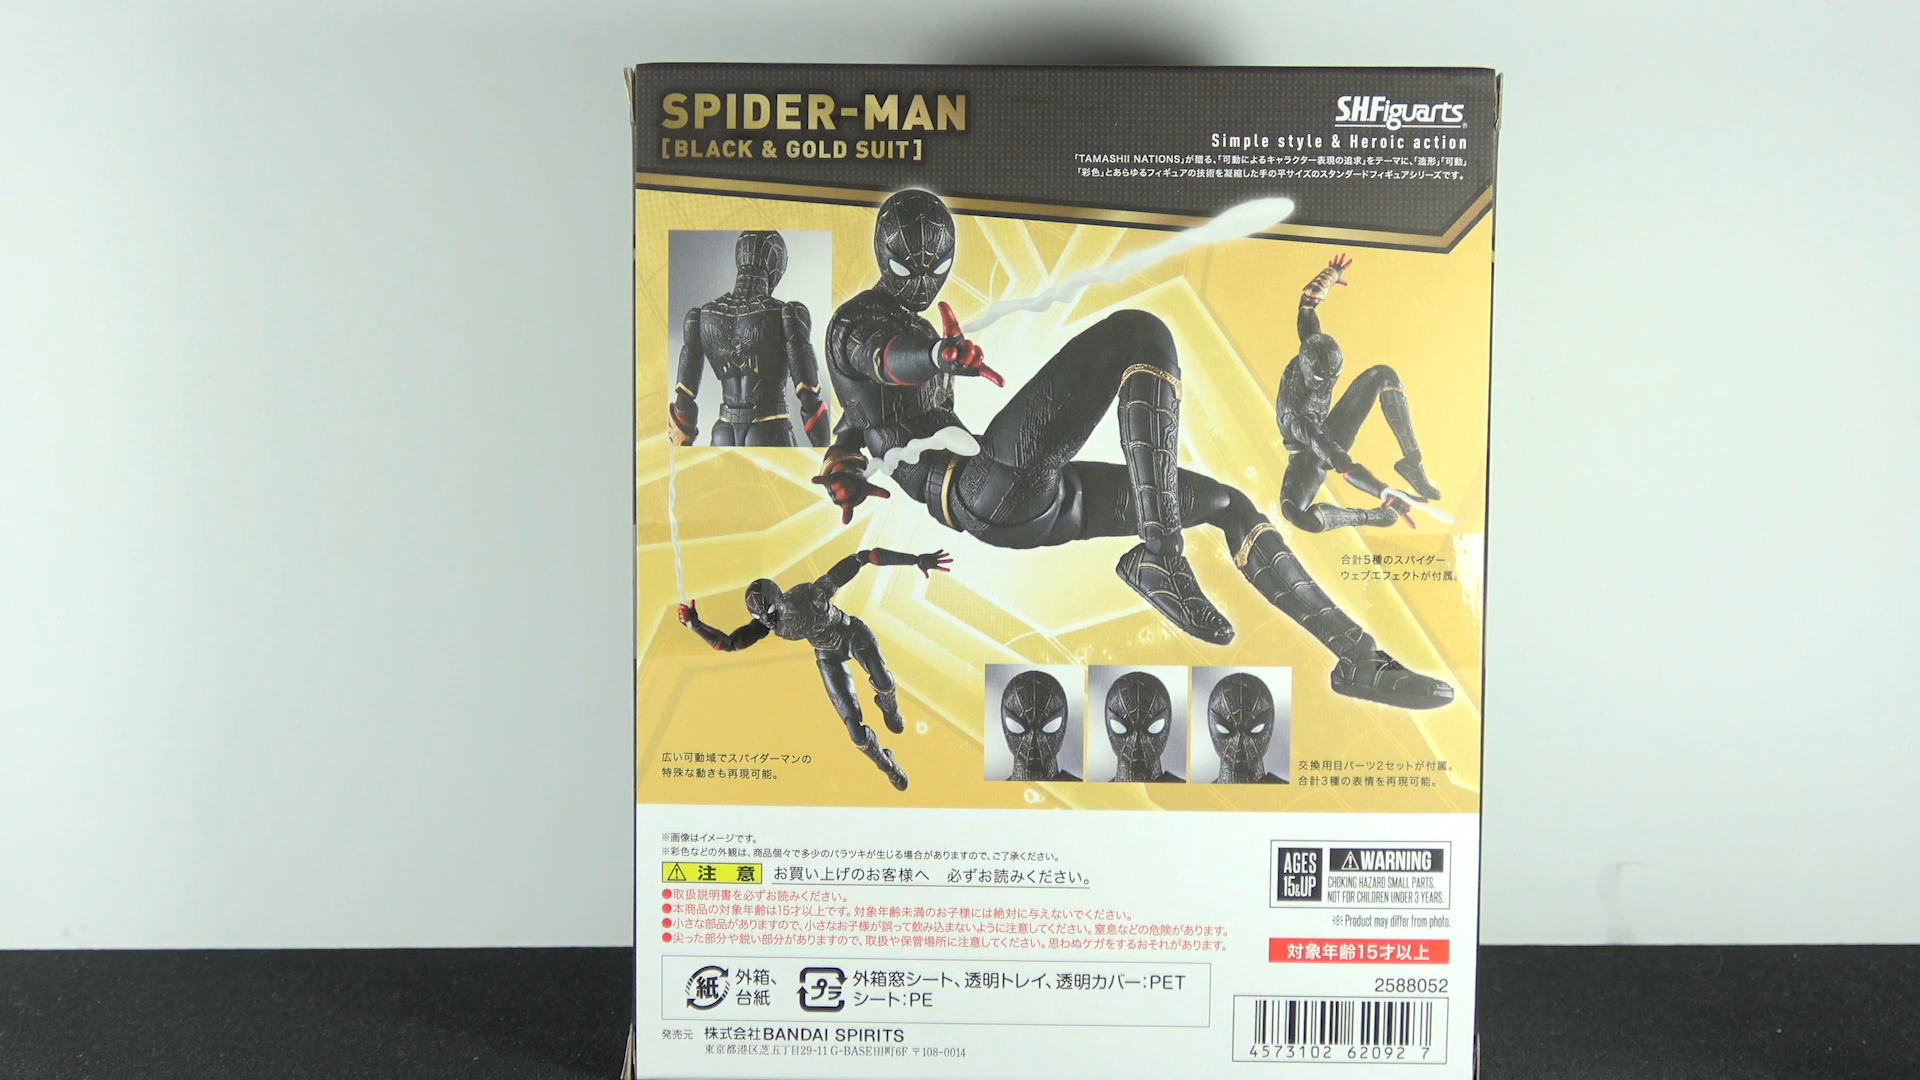 SPIDER-MAN
[BLACK & GOLD SUIT]
S.H.Figuarts
Simple style & Heroic action
「TAMASHII NATIONS」が贈る、「可動によるキャラクター表現の追求」をテーマに、「造形」「可動」
「彩色」とあらゆるフィギュアの技術を凝縮した手の平サイズのスタンダードフィギュアシリーズです。
合計5種のスパイダー
ウェブエフェクトが付属。
広い可動域でスパイダーマンの
特殊な動きも再現可能。
交換用目パーツ2セットが付属。
合計3種の表情を再現可能。
※画像はイメージです。
※彩色などの外観は、商品個々で多少のバラツキが生じる場合がありますので、ご了承ください。
注意 お買い上げのお客様へ 必ずお読みください。
●取扱説明書を必ずお読みください。
●本商品の対象年齢は15才以上です。対象年齢未満のお子様には絶対に与えないでください。
●小さな部品がありますので、小さなお子様が誤って飲み込まないように注意してください。窒息などの危険があります。
●尖った部分や鋭い部分がありますので、取扱や保管場所に注意してください。思わぬケガをするおそれがあります。
AGES
15&UP
WARNING
CHOKING HAZARD SMALL PARTS.
NOT FOR CHILDREN UNDER 3 YEARS.
※Product may differ from photo.
対象年齢15才以上
紙 外箱、
台紙
プラ 外箱窓シート、透明トレイ、透明カバー:PET
シート:PE
2588052
発売元 株式会社BANDAI SPIRITS
東京都港区芝五丁目29-11 G-BASE田町6F 〒108-0014
4573102 62092 7